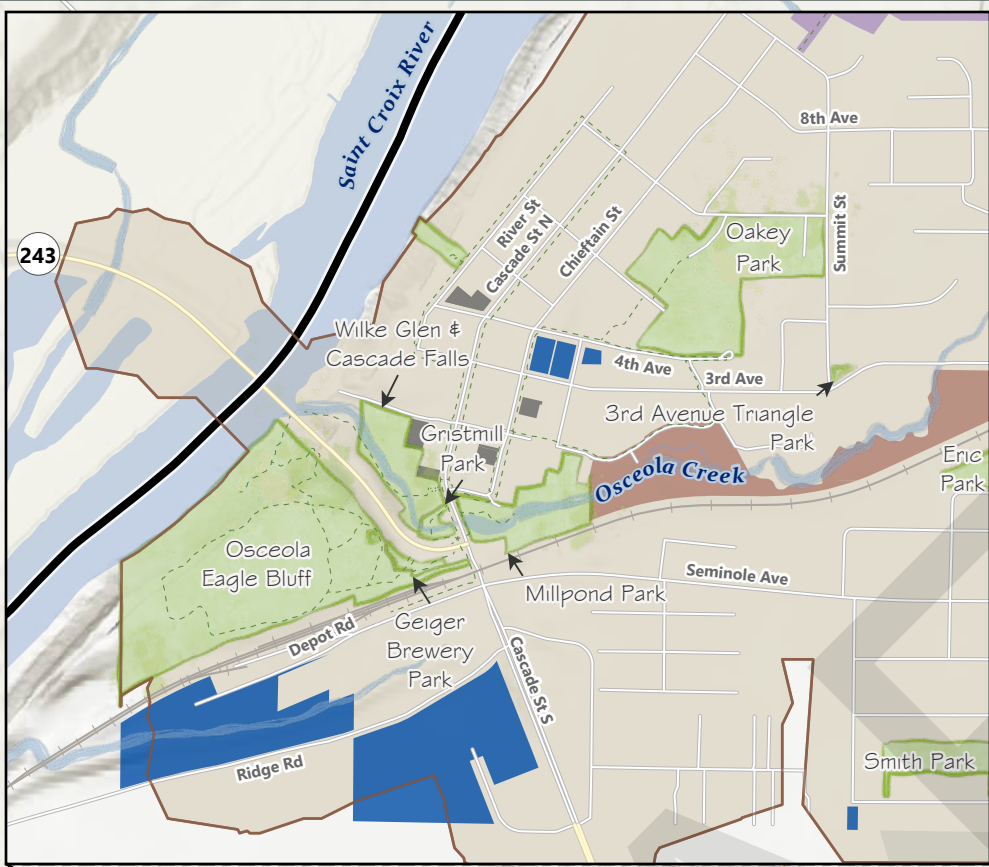 Saint Croix River
8th Ave
243
River St
Cascade St N
Chieftain St
Summit St
Oakey
Park
Wilke Glen &
Cascade Falls
4th Ave
3rd Ave
3rd Avenue Triangle
Park
Gristmill
Park
Osceola Creek
Eric
Park
Osceola
Eagle Bluff
Seminole Ave
Millpond Park
Depot Rd
Geiger
Brewery
Park
Cascade St S
Ridge Rd
Smith Park